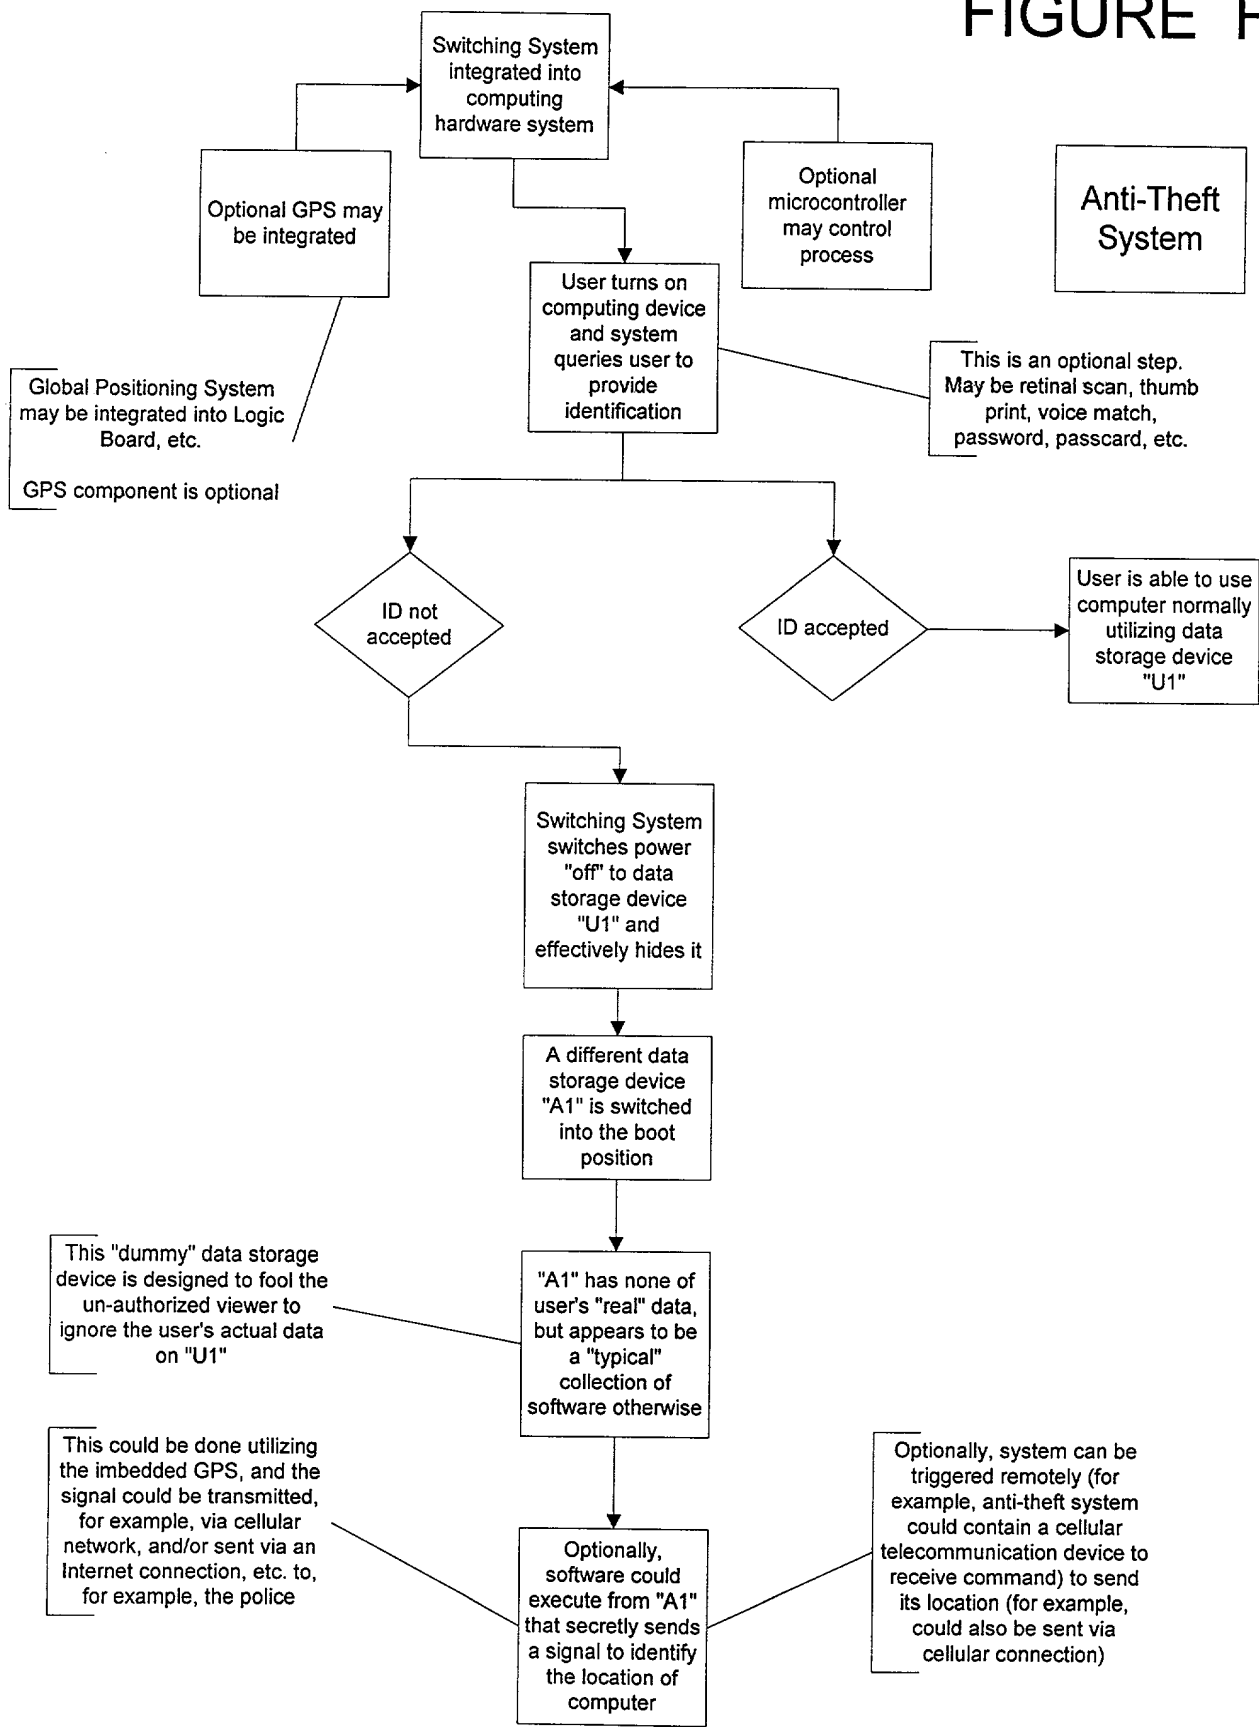 FIGURE
Switching System
integrated into
computing
hardware system
Optional GPS may
be integrated
Optional
microcontroller
may control
process
Anti-Theft
System
User turns on
computing device
and system
queries user to
provide
identification
This is an optional step.
May be retinal scan, thumb
print, voice match,
password, passcard, etc.
Global Positioning System
may be integrated into Logic
Board, etc.
GPS component is optional
ID not
accepted
ID accepted
User is able to use
computer normally
utilizing data
storage device
"U1"
Switching System
switches power
"off" to data
storage device
"U1" and
effectively hides it
A different data
storage device
"A1" is switched
into the boot
position
This "dummy" data storage
device is designed to fool the
un-authorized viewer to
ignore the user's actual data
on "U1"
"A1" has none of
user's "real" data,
but appears to be
a "typical"
collection of
software otherwise
This could be done utilizing
the imbedded GPS, and the
signal could be transmitted,
for example, via cellular
network, and/or sent via an
Internet connection, etc. to,
for example, the police
Optionally,
software could
execute from "A1"
that secretly sends
a signal to identify
the location of
computer
Optionally, system can be
triggered remotely (for
example, anti-theft system
could contain a cellular
telecommunication device to
receive command) to send
its location (for example,
could also be sent via
cellular connection)